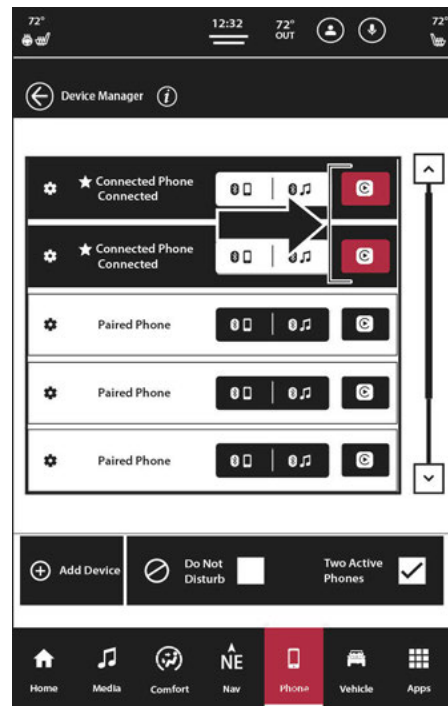 72°
12:32
72°
OUT
72°
Device Manager
i
Connected Phone
Connected
Connected Phone
Connected
Paired Phone
Paired Phone
Paired Phone
Add Device
Do Not
Disturb
Two Active
Phones
NE
Home
Media
Comfort
Nav
Phone
Vehicle
Apps